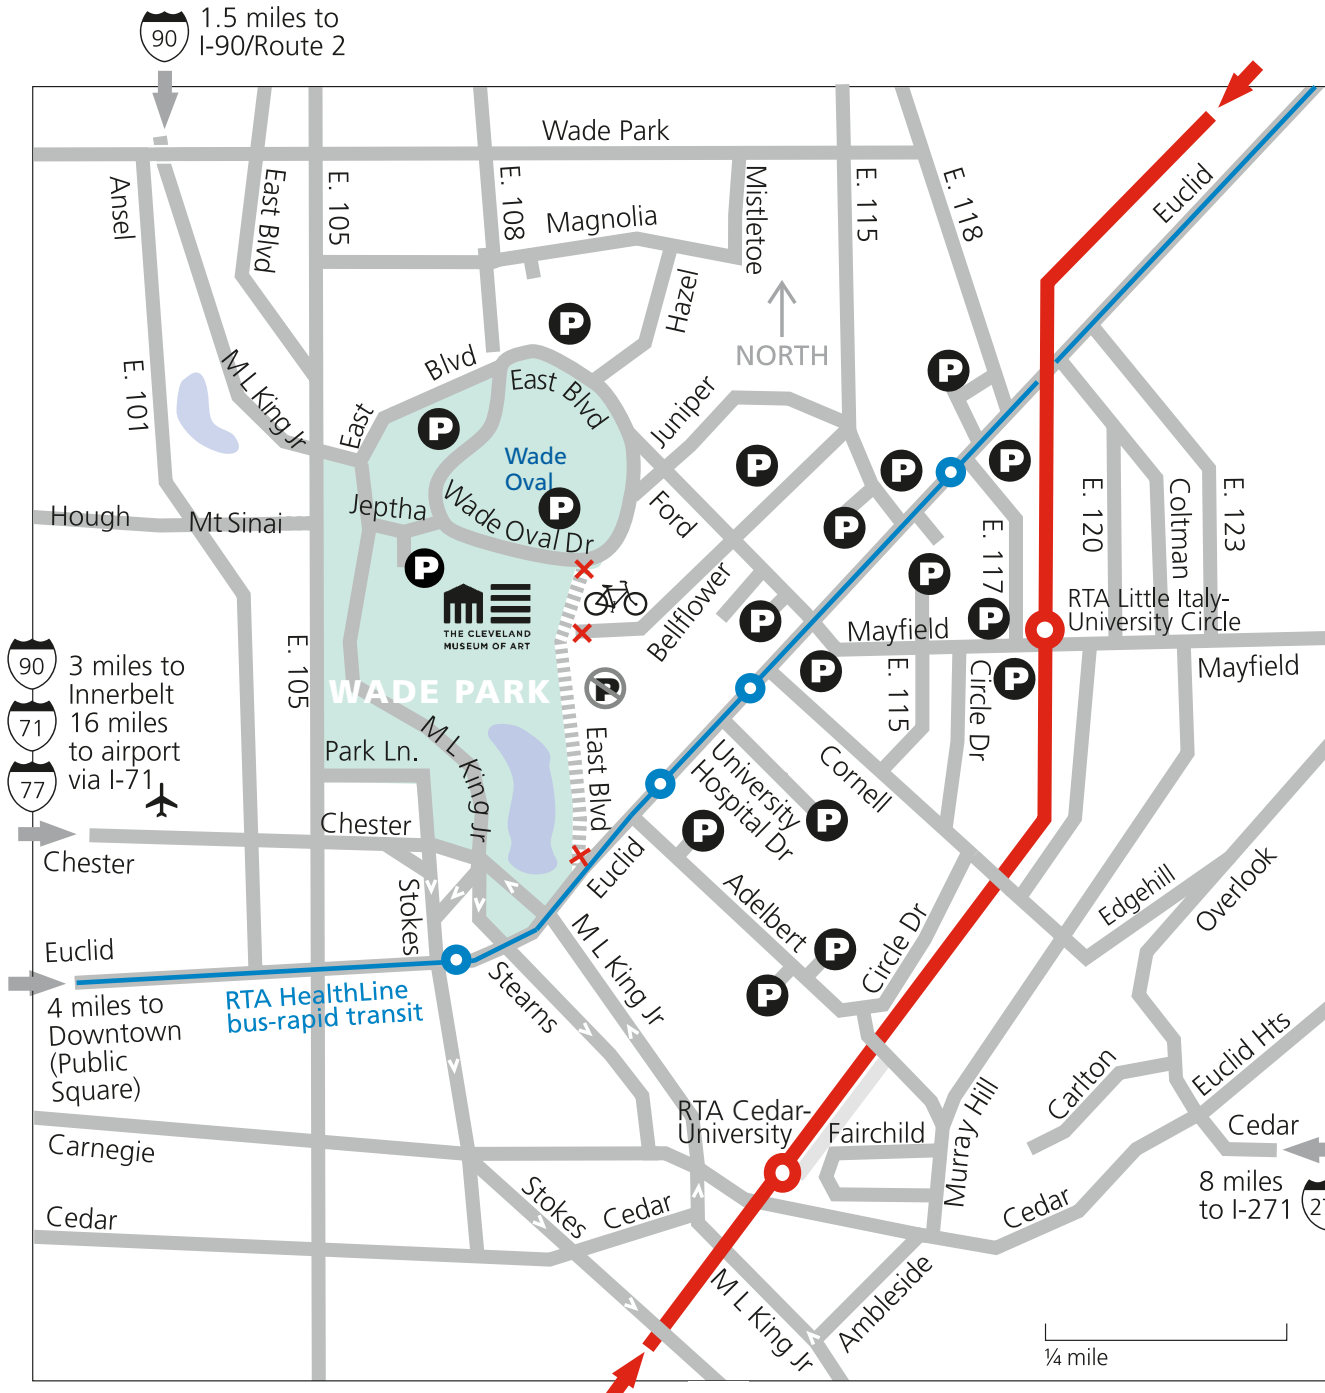 90
1.5 miles to
I-90/Route 2
Wade Park
Ansel
East Blvd
E. 105
E. 108
Magnolia
Mistletoe
E. 115
E. 118
Euclid
Hazel
NORTH
P
E. 101
M L King Jr
East
Blvd
East Blvd
Juniper
P
P
Wade
Oval
P
P
P
P
P
Hough
Mt Sinai
Jeptha
Wade Oval Dr
Ford
P
E. 117
E. 120
Coltman
E. 123
P
THE CLEVELAND
MUSEUM OF ART
Bellflower
P
P
P
Mayfield
RTA Little Italy-
University Circle
Mayfield
90
71
77
3 miles to
Innerbelt
16 miles
to airport
via I-71
E. 105
WADE PARK
P
P
E. 115
Circle Dr
P
Park Ln.
M L King Jr
East Blvd
University
Hospital Dr
Cornell
P
P
Chester
Chester
Euclid
Stokes
Adelbert
Circle Dr
Edgehill
Overlook
Euclid
P
P
RTA HealthLine
bus-rapid transit
Stearns
M L King Jr
4 miles to
Downtown
(Public
Square)
Carlton
Euclid Hts
RTA Cedar-
University
Fairchild
Murray Hill
Cedar
Carnegie
8 miles
to I-271
Cedar
Stokes
Cedar
Cedar
M L King Jr
Ambleside
¼ mile